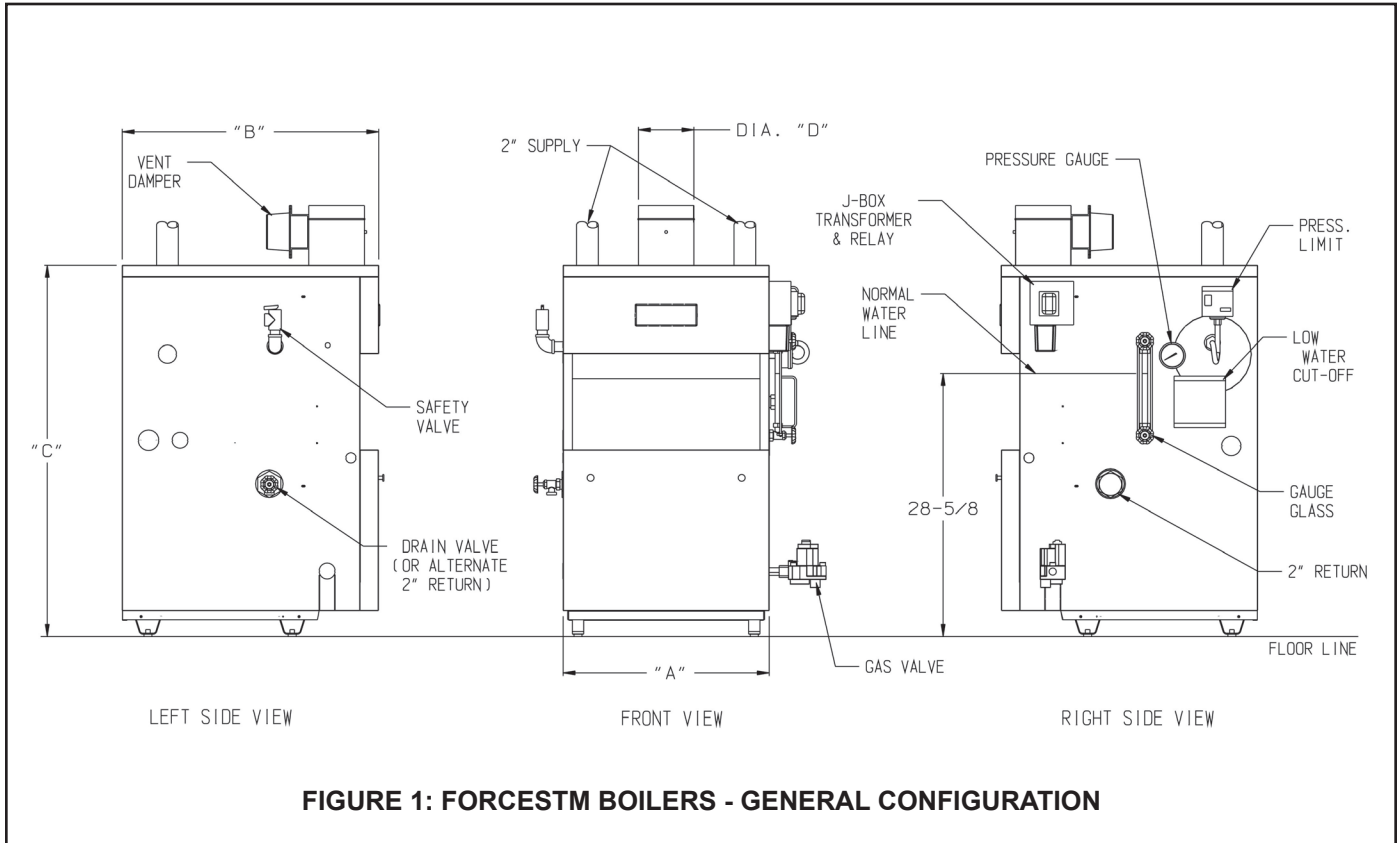 "B"
VENT
DAMPER
SAFETY
VALVE
"C"
DRAIN VALVE
(OR ALTERNATE
2" RETURN)
LEFT SIDE VIEW
DIA. "D"
2" SUPPLY
"A"
GAS VALVE
FRONT VIEW
PRESSURE GAUGE
J-BOX
TRANSFORMER
& RELAY
PRESS.
LIMIT
NORMAL
WATER
LINE
LOW
WATER
CUT-OFF
28-5/8
GAUGE
GLASS
2" RETURN
FLOOR LINE
RIGHT SIDE VIEW
FIGURE 1: FORCESTM BOILERS - GENERAL CONFIGURATION